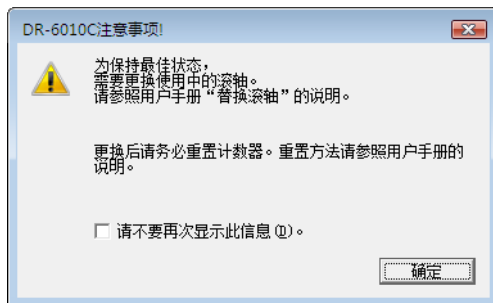 DR-6010C注意事项!
为保持最佳状态，
需要更换使用中的滚轴。
请参照用户手册“替换滚轴”的说明。
更换后请务必重置计数器。重置方法请参照用户手册的
说明。
请不要再次显示此信息(D)。
确定